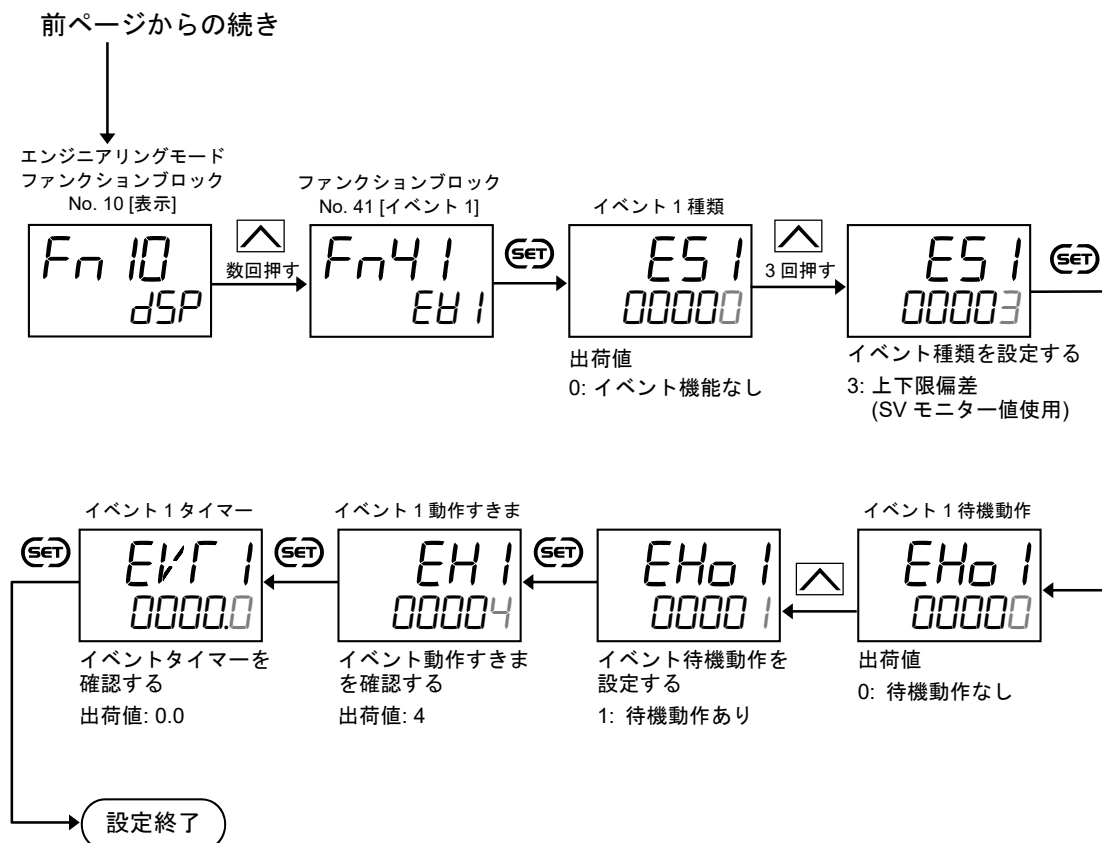 前ページからの続き
エンジニアリングモード
ファンクションブロック
No. 10 [表示]
Fn10
dSP
数回押す
ファンクションブロック
No. 41 [イベント 1]
Fn41
EV1
SET
イベント 1 種類
ES1
00000
出荷値
0: イベント機能なし
3 回押す
ES1
00003
SET
イベント種類を設定する
3: 上下限偏差
(SV モニター値使用)
イベント 1 待機動作
EHo1
00000
出荷値
0: 待機動作なし
EHo1
00001
イベント待機動作を
設定する
1: 待機動作あり
SET
イベント 1 動作すきま
EH1
00004
イベント動作すきま
を確認する
出荷値: 4
SET
イベント 1 タイマー
EVT1
0000.0
イベントタイマーを
確認する
出荷値: 0.0
SET
設定終了